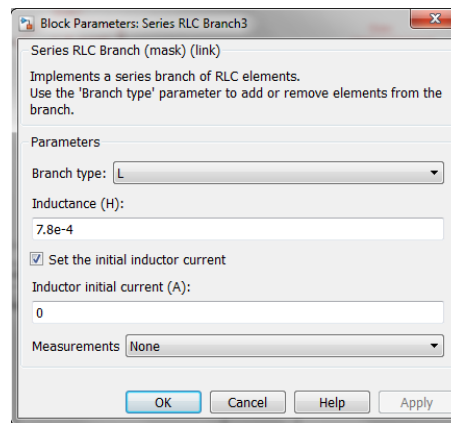 Block Parameters: Series RLC Branch3
Series RLC Branch (mask) (link)
Implements a series branch of RLC elements.
Use the 'Branch type' parameter to add or remove elements from the
branch.
Parameters
Branch type: L
Inductance (H):
7.8e-4
Set the initial inductor current
Inductor initial current (A):
0
Measurements None
OK Cancel Help Apply